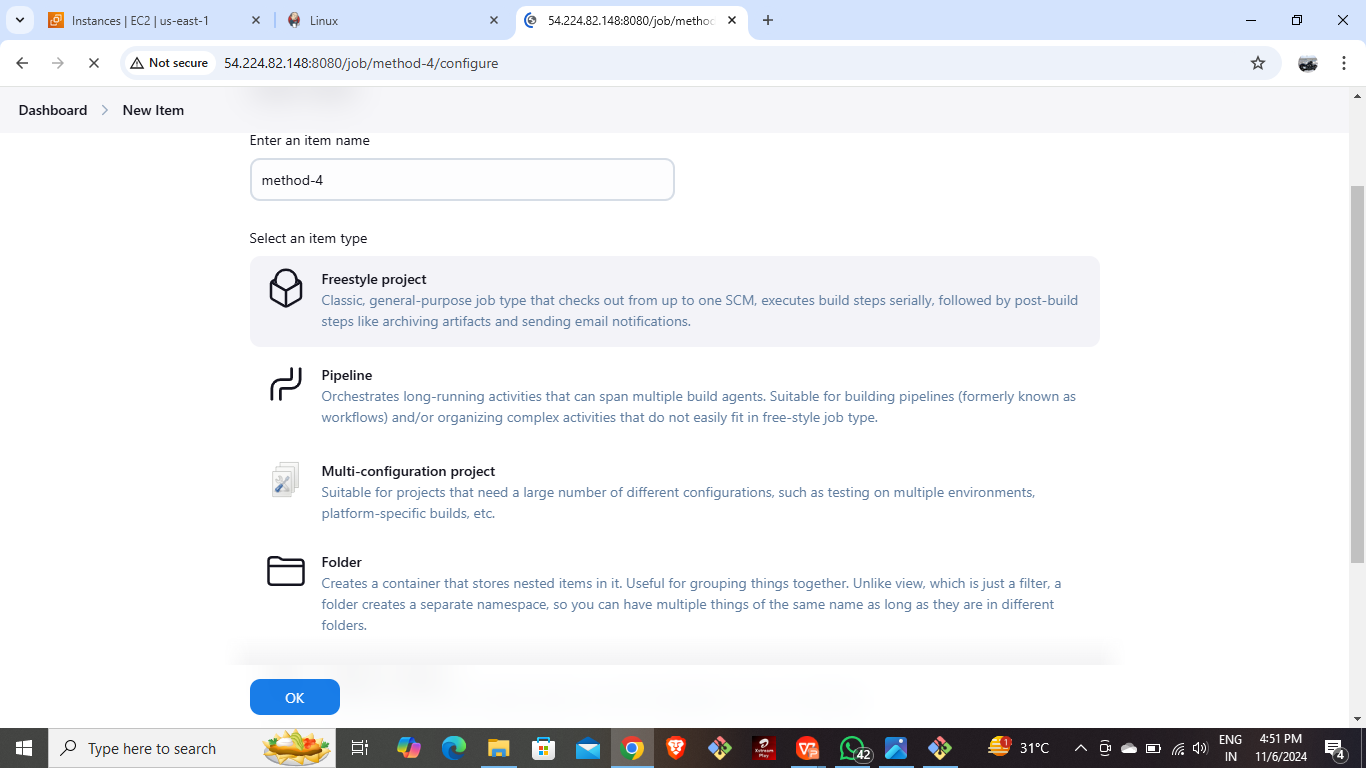 Instances | EC2 | us-east-1
Linux
54.224.82.148:8080/job/metho
Not secure
54.224.82.148:8080/job/method-4/configure
Dashboard
New Item
Enter an item name
method-4
Select an item type
Freestyle project
Classic, general-purpose job type that checks out from up to one SCM, executes build steps serially, followed by post-build
steps like archiving artifacts and sending email notifications.
Pipeline
Orchestrates long-running activities that can span multiple build agents. Suitable for building pipelines (formerly known as
workflows) and/or organizing complex activities that do not easily fit in free-style job type.
Multi-configuration project
Suitable for projects that need a large number of different configurations, such as testing on multiple environments,
platform-specific builds, etc.
Folder
Creates a container that stores nested items in it. Useful for grouping things together. Unlike view, which is just a filter, a
folder creates a separate namespace, so you can have multiple things of the same name as long as they are in different
folders.
OK
Type here to search
42
1
31°C
ENG
IN
4:51 PM
11/6/2024
4